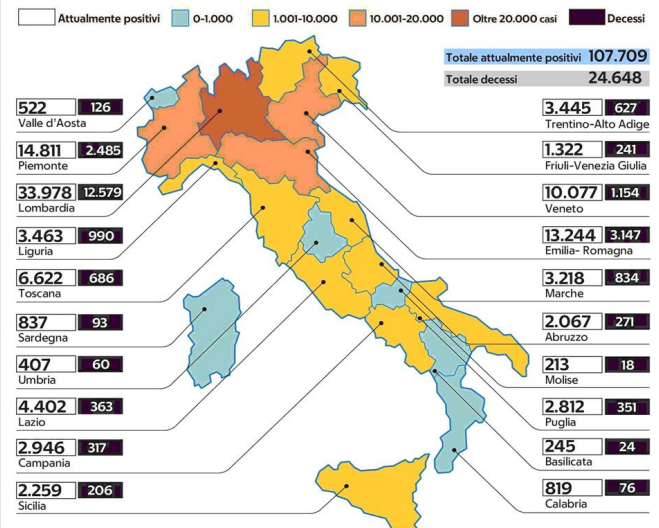 Attualmente positivi 0-1.000 1.001-10.000 10.001-20.000 Oltre 20.000 casi Decessi
Totale attualmente positivi 107.709
Totale decessi 24.648
522 126
Valle d'Aosta
14.811 2.485
Piemonte
33.978 12.579
Lombardia
3.463 990
Liguria
6.622 686
Toscana
837 93
Sardegna
407 60
Umbria
4.402 363
Lazio
2.946 317
Campania
2.259 206
Sicilia
3.445 627
Trentino-Alto Adige
1.322 241
Friuli-Venezia Giulia
10.077 1.154
Veneto
13.244 3.147
Emilia- Romagna
3.218 834
Marche
2.067 271
Abruzzo
213 18
Molise
2.812 351
Puglia
245 24
Basilicata
819 76
Calabria